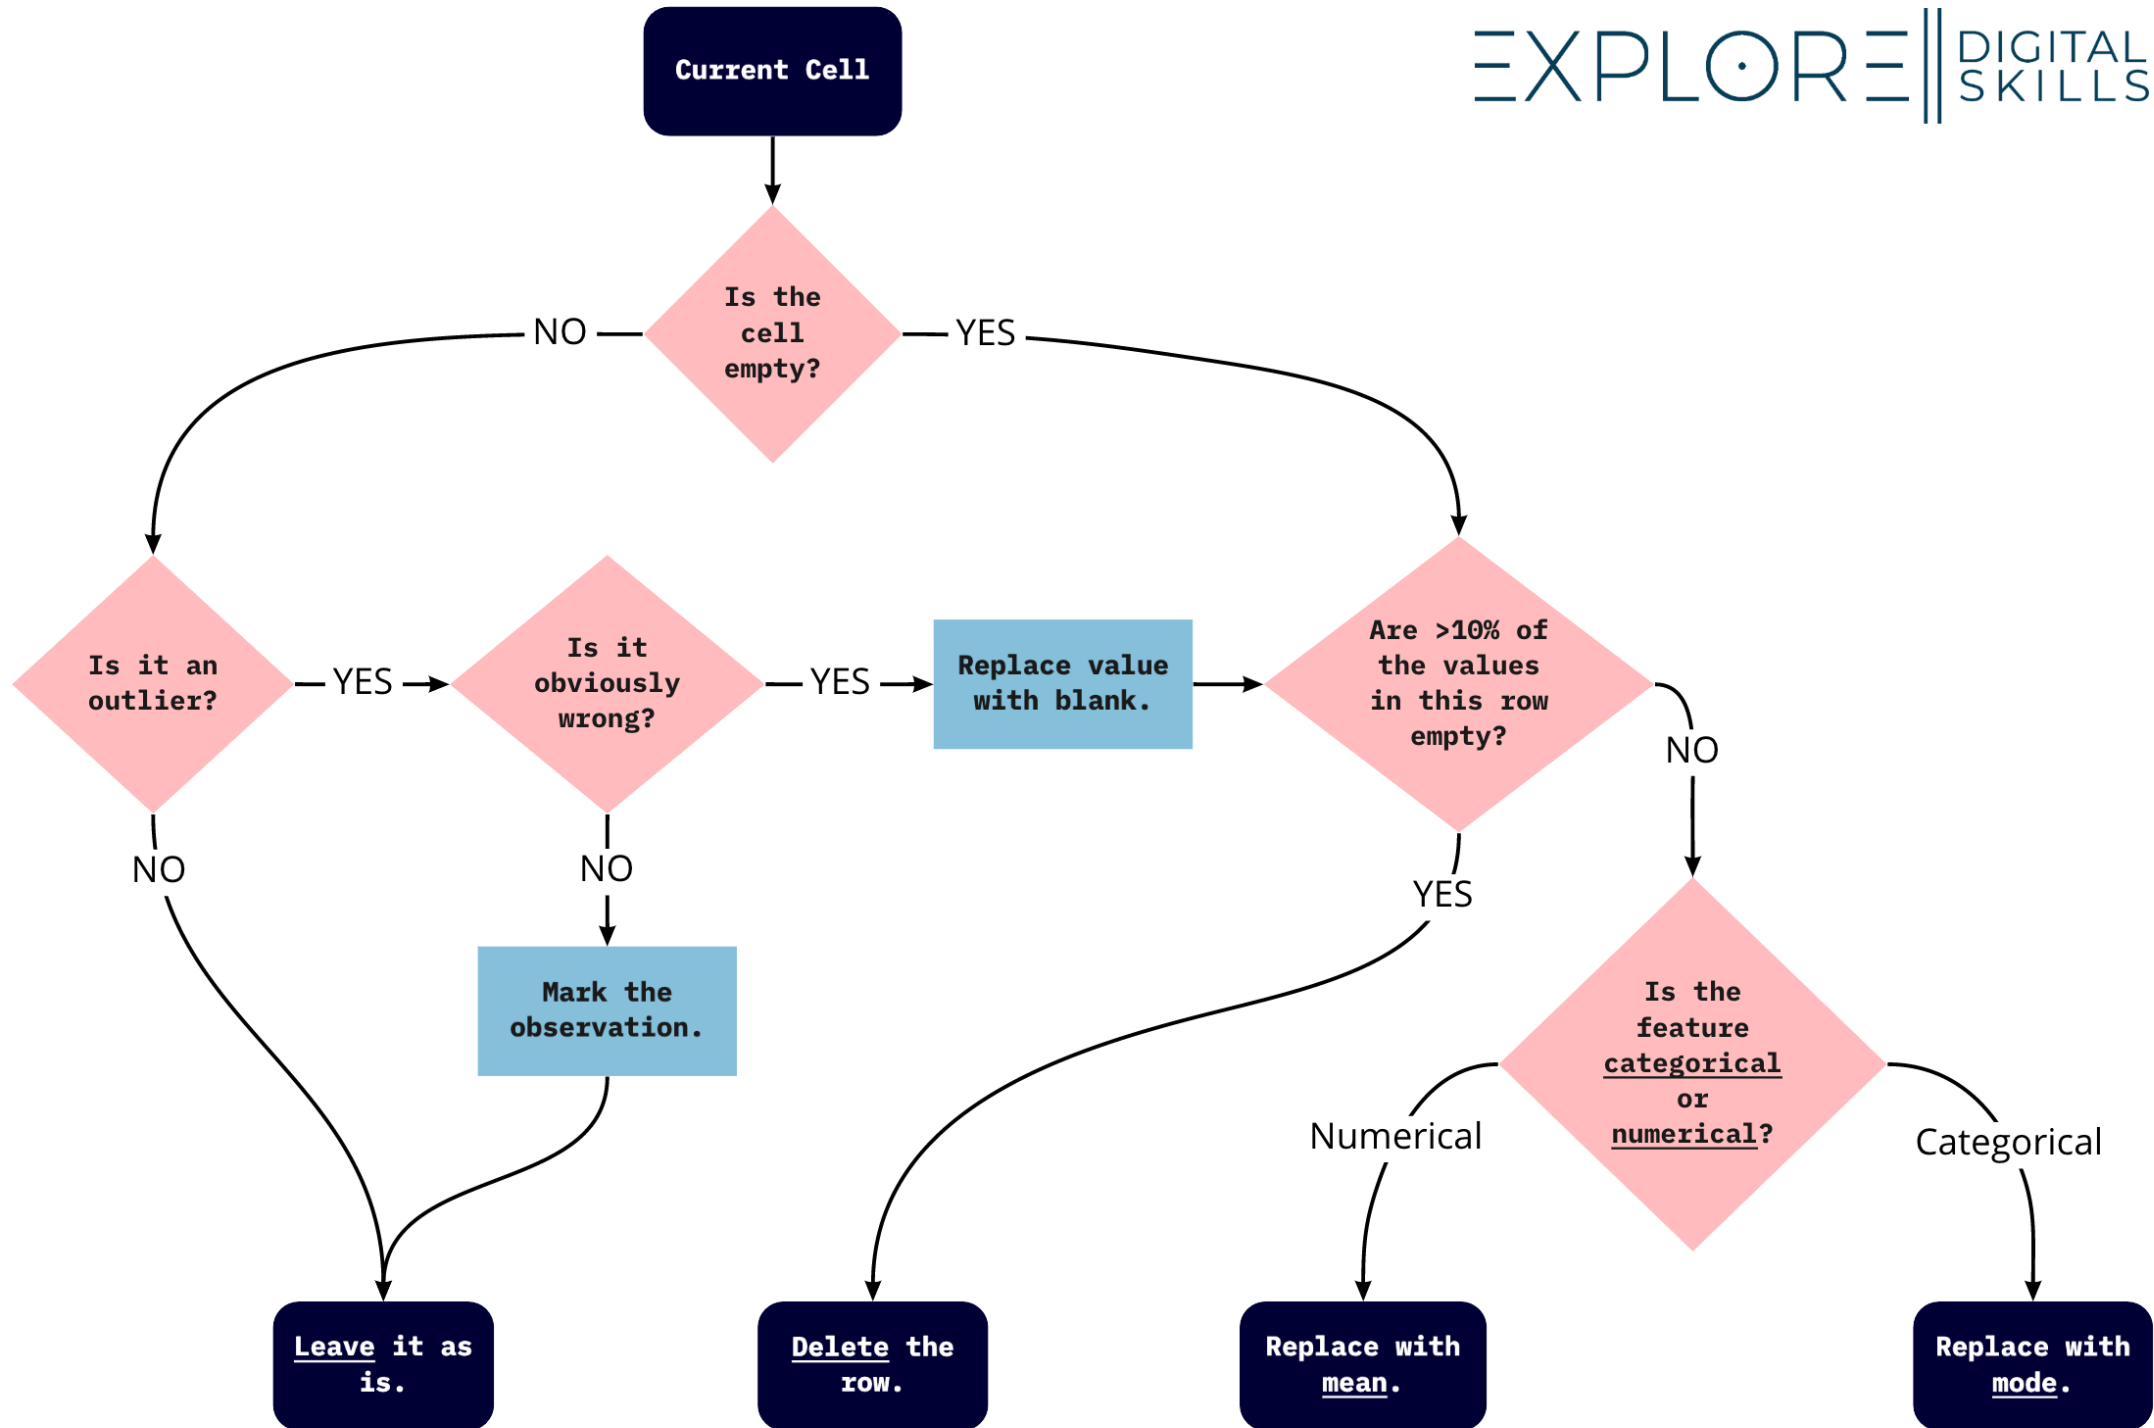 Current Cell
EXPLORE
DIGITAL
SKILLS
Is the
cell
empty?
NO
YES
Is it an
outlier?
YES
Is it
obviously
wrong?
YES
Replace value
with blank.
Are >10% of
the values
in this row
empty?
NO
NO
NO
YES
Mark the
observation.
Is the
feature
categorical
or
numerical?
Numerical
Categorical
Leave it as
is.
Delete the
row.
Replace with
mean.
Replace with
mode.